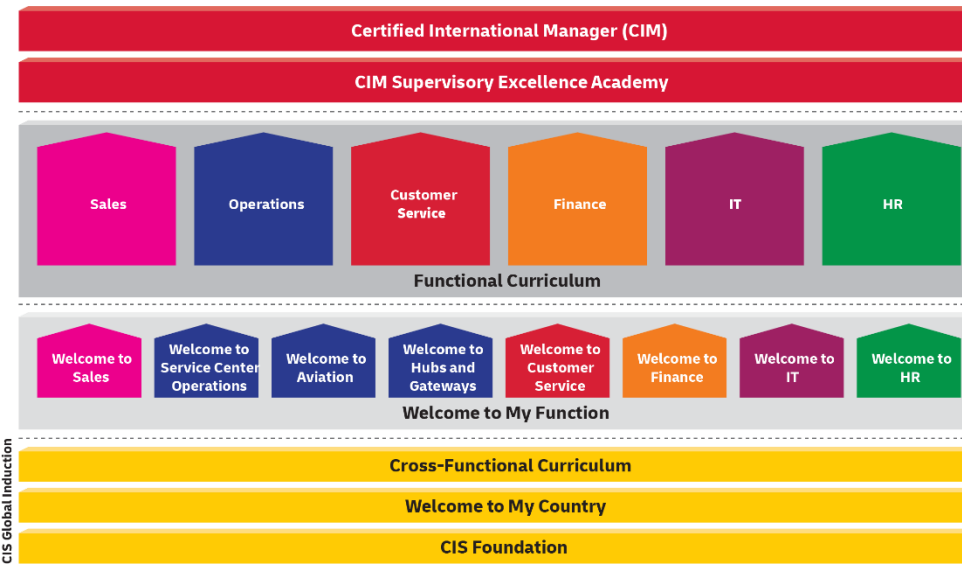 Certified International Manager (CIM)
CIM Supervisory Excellence Academy
Sales
Operations
Customer
Service
Finance
IT
HR
Functional Curriculum
Welcome to
Sales
Welcome to
Service Center
Operations
Welcome to
Aviation
Welcome to
Hubs and
Gateways
Welcome to
Customer
Service
Welcome to
Finance
Welcome to
IT
Welcome to
HR
Welcome to My Function
CIS Global Induction
Cross-Functional Curriculum
Welcome to My Country
CIS Foundation